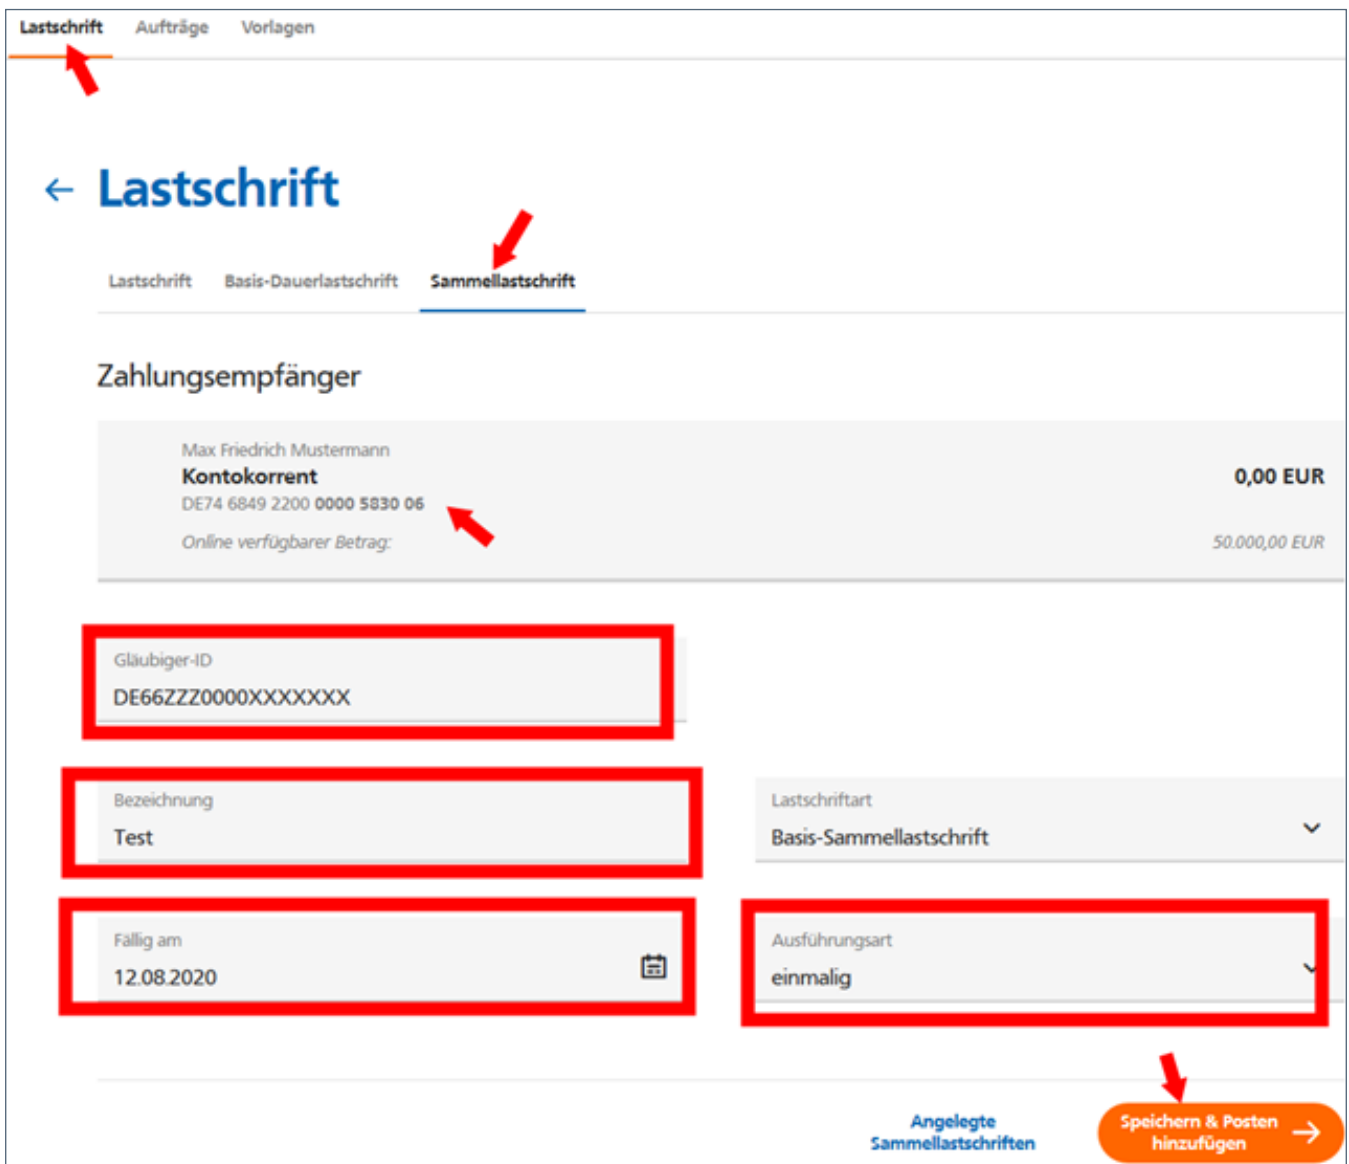 Lastschrift Aufträge Vorlagen
← Lastschrift
Lastschrift Basis-Dauerlastschrift Sammellastschrift
Zahlungsempfänger
Max Friedrich Mustermann
Kontokorrent 0,00 EUR
DE74 6849 2200 0000 5830 06
Online verfügbarer Betrag: 50.000,00 EUR
Gläubiger-ID
DE66ZZZ0000XXXXXXX
Bezeichnung Lastschriftart
Test Basis-Sammellastschrift
Fällig am Ausführungsart
12.08.2020 einmalig
Angelegte Speichern & Posten
Sammellastschriften hinzufügen →